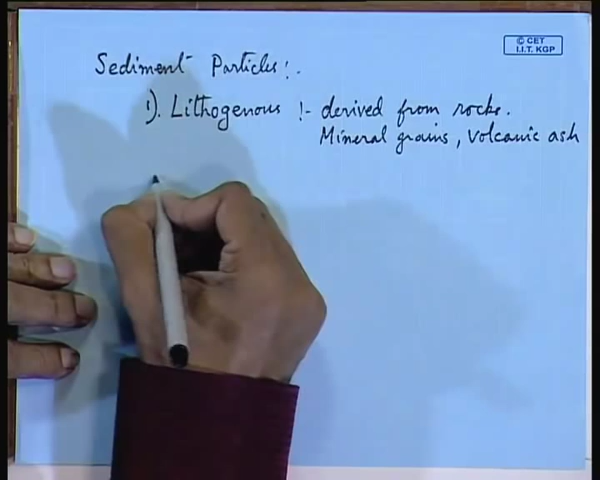 © CET
I.I.T. KGP
Sediment Particles :.
1). Lithogenous :- derived from rocks.
Mineral grains, Volcanic ash